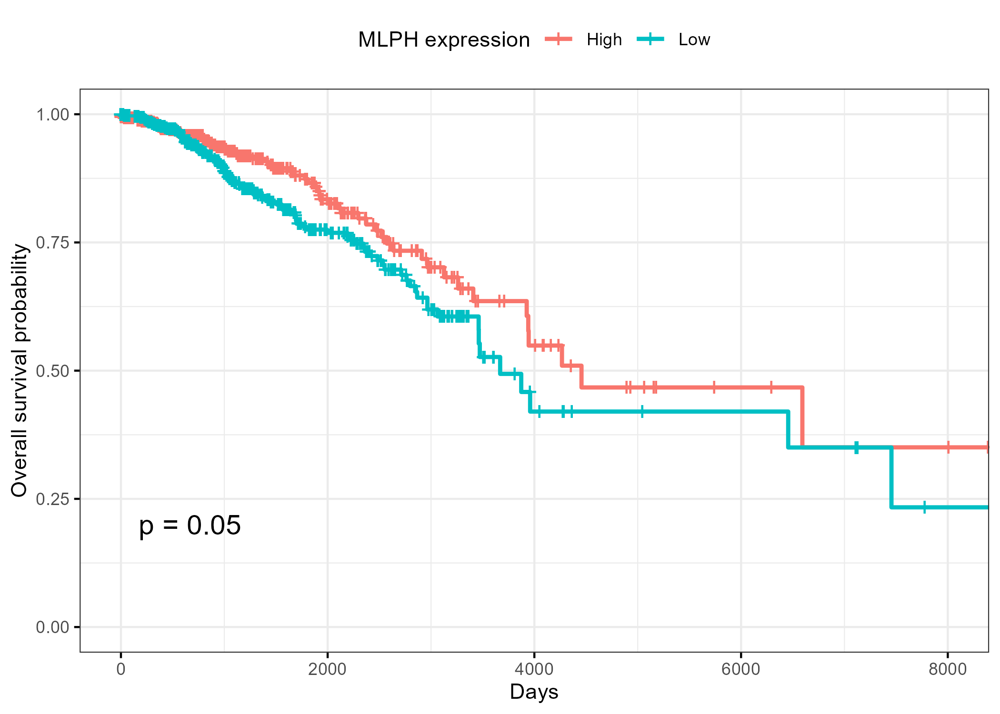 MLPH expression High Low
Overall survival probability
1.00
0.75
0.50
0.25
0.00
p = 0.05
0 2000 4000 6000 8000
Days